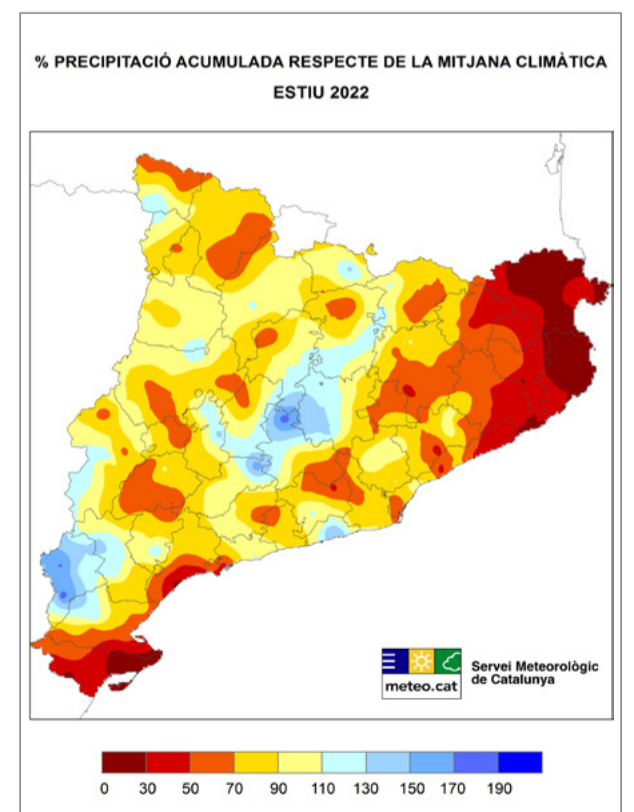 % PRECIPITACIÓ ACUMULADA RESPECTE DE LA MITJANA CLIMÀTICA
ESTIU 2022
meteo.cat
Servei Meteorològic
de Catalunya
0 30 50 70 90 110 130 150 170 190